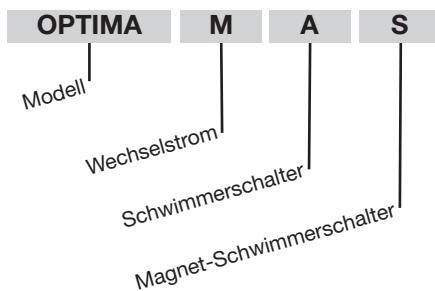 OPTIMA M A S
Modell
Wechselstrom
Schwimmerschalter
Magnet-Schwimmerschalter